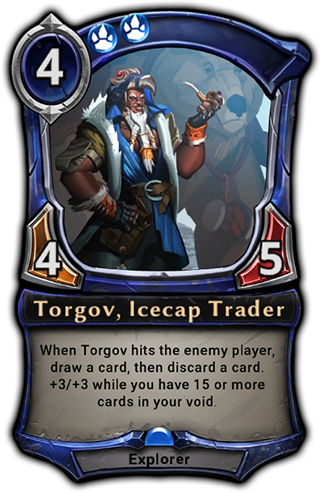 4
4
5
Torgov, Icecap Trader
When Torgov hits the enemy player,
draw a card, then discard a card.
+3/+3 while you have 15 or more
cards in your void.
Explorer